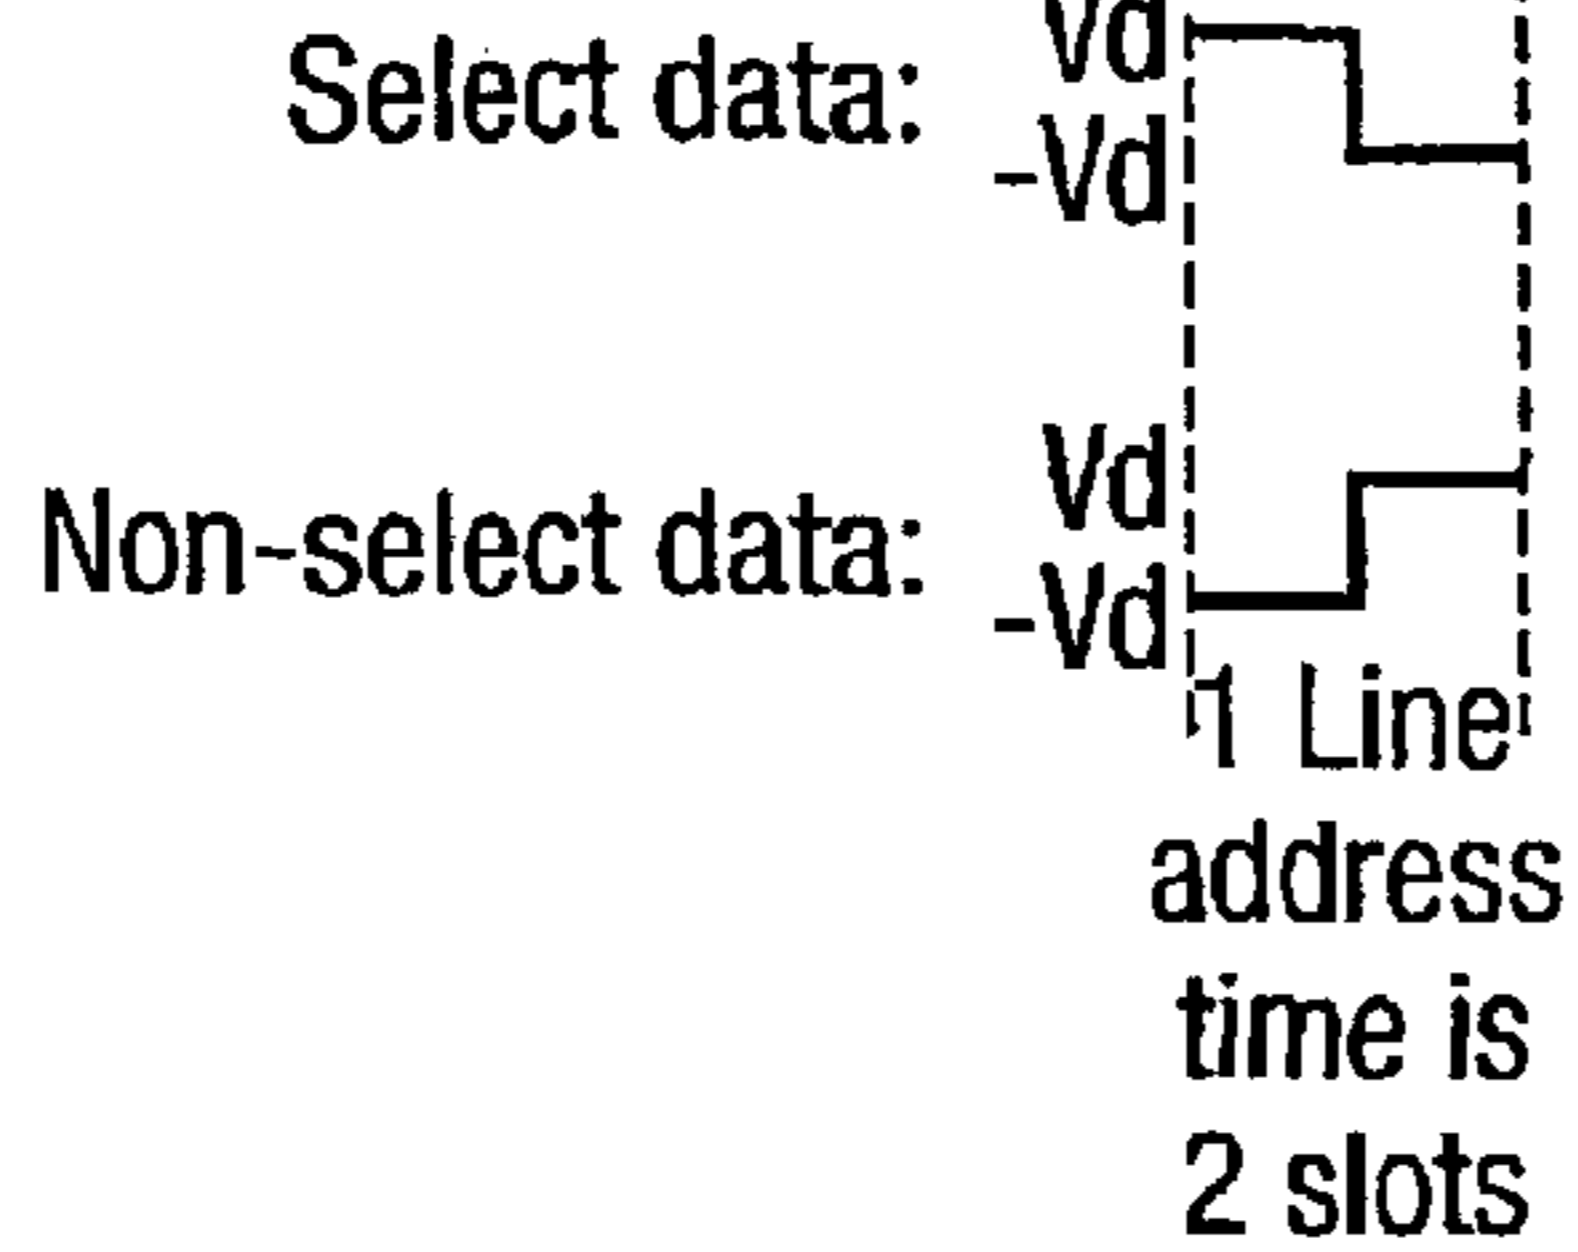 Select data: Vd
-Vd
Non-select data: Vd
-Vd
1 Line
address
time is
2 slots